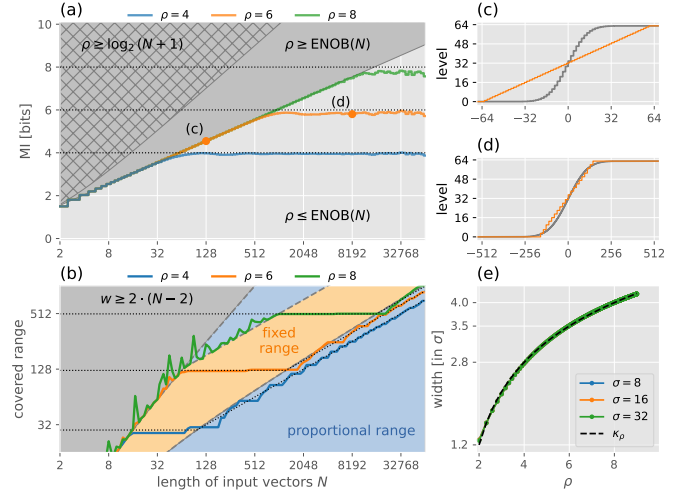 (a)
ρ = 4
ρ = 6
ρ = 8
ρ ≥ log₂ (N + 1)
ρ ≥ ENOB(N)
ρ ≤ ENOB(N)
(c)
(d)
MI [bits]
10
8
6
4
2
0
2
8
32
128
512
2048
8192
32768
(b)
ρ = 4
ρ = 6
ρ = 8
w ≥ 2 · (N − 2)
fixed
range
proportional range
covered range
512
128
32
2
8
32
128
512
2048
8192
32768
length of input vectors N
(c)
level
64
48
32
16
0
−64
−32
0
32
64
(d)
level
64
48
32
16
0
−512
−256
0
256
512
(e)
width [in σ]
4.0
3.5
2.8
1.2
2
4
6
8
10
ρ
σ = 8
σ = 16
σ = 32
κρ